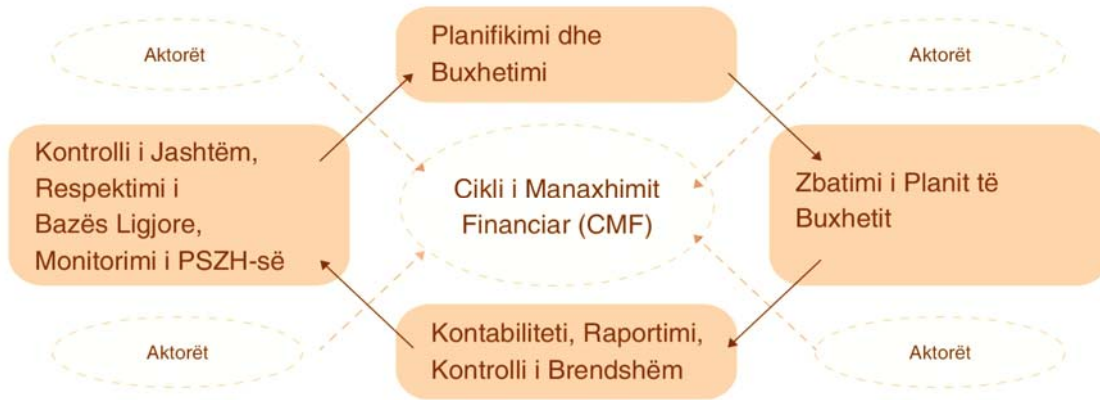 Aktorët
Planifikimi dhe
Buxhetimi
Aktorët
Kontrolli i Jashtëm,
Respektimi i
Bazës Ligjore,
Monitorimi i PSZH-së
Cikli i Manaxhimit
Financiar (CMF)
Zbatimi i Planit të
Buxhetit
Aktorët
Kontabiliteti, Raportimi,
Kontrolli i Brendshëm
Aktorët